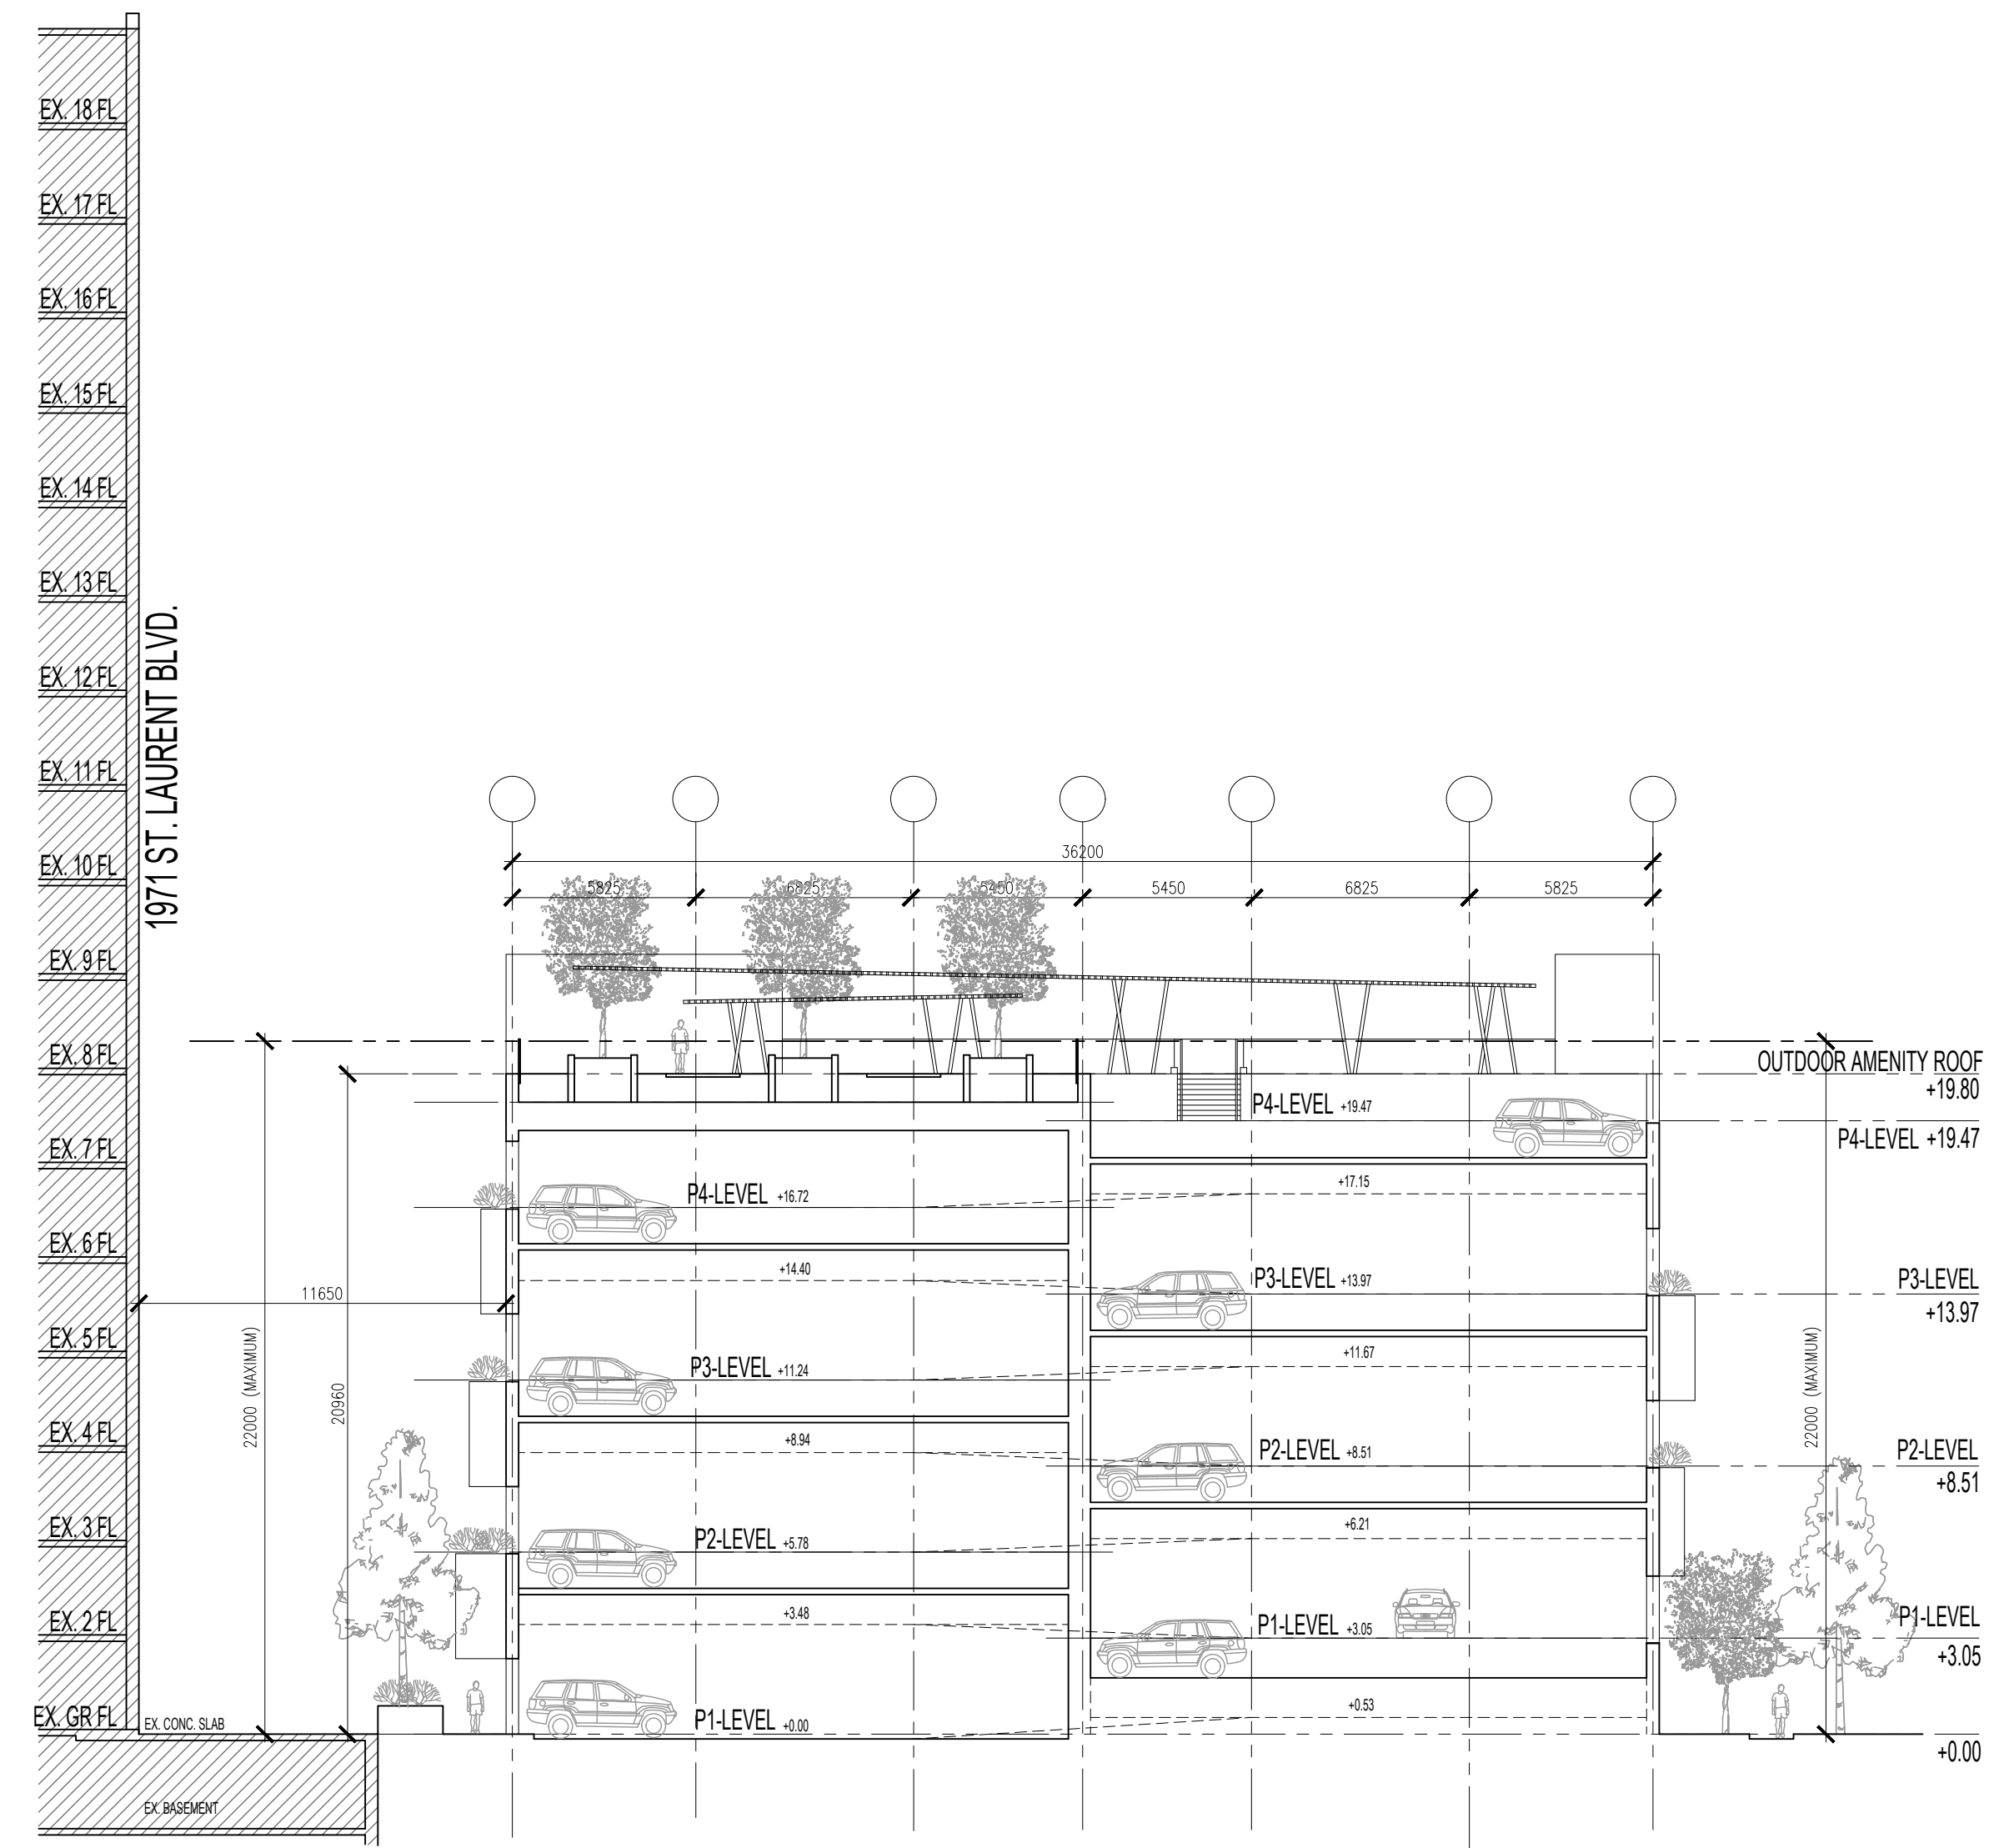 EX. 18 FL
EX. 17 FL
EX. 16 FL
EX. 15 FL
EX. 14 FL
EX. 13 FL
EX. 12 FL
EX. 11 FL
EX. 10 FL
EX. 9 FL
EX. 8 FL
EX. 7 FL
EX. 6 FL
EX. 5 FL
EX. 4 FL
EX. 3 FL
EX. 2 FL
EX. GR FL
EX. CONC. SLAB
EX. BASEMENT
1971 ST. LAURENT BLVD.
11650
22000 (MAXIMUM)
20960
36200
5825 6825 5450 5450 6825 5825
P4-LEVEL +16.72
+14.40
P3-LEVEL +11.24
+8.94
P2-LEVEL +5.78
+3.48
P1-LEVEL +0.00
P4-LEVEL +19.47
+17.15
P3-LEVEL +13.97
+11.67
P2-LEVEL +8.51
+6.21
P1-LEVEL +3.05
+0.53
22000 (MAXIMUM)
OUTDOOR AMENITY ROOF
+19.80
P4-LEVEL +19.47
P3-LEVEL
+13.97
P2-LEVEL
+8.51
P1-LEVEL
+3.05
+0.00